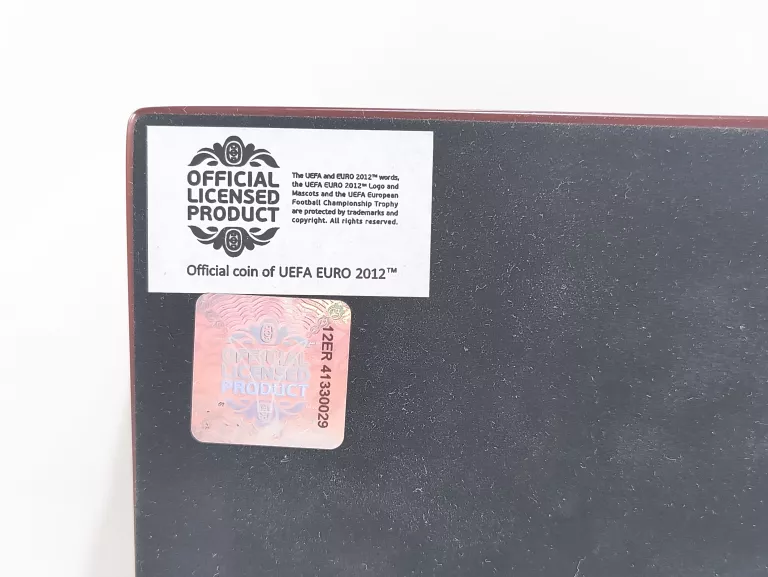 OFFICIAL
LICENSED
PRODUCT
The UEFA and EURO 2012™ words,
the UEFA EURO 2012™ Logo and
Mascots and the UEFA European
Football Championship Trophy
are protected by trademarks and
copyright. All rights reserved.
Official coin of UEFA EURO 2012™
OFFICIAL
LICENSED
PRODUCT
12ER 41330029